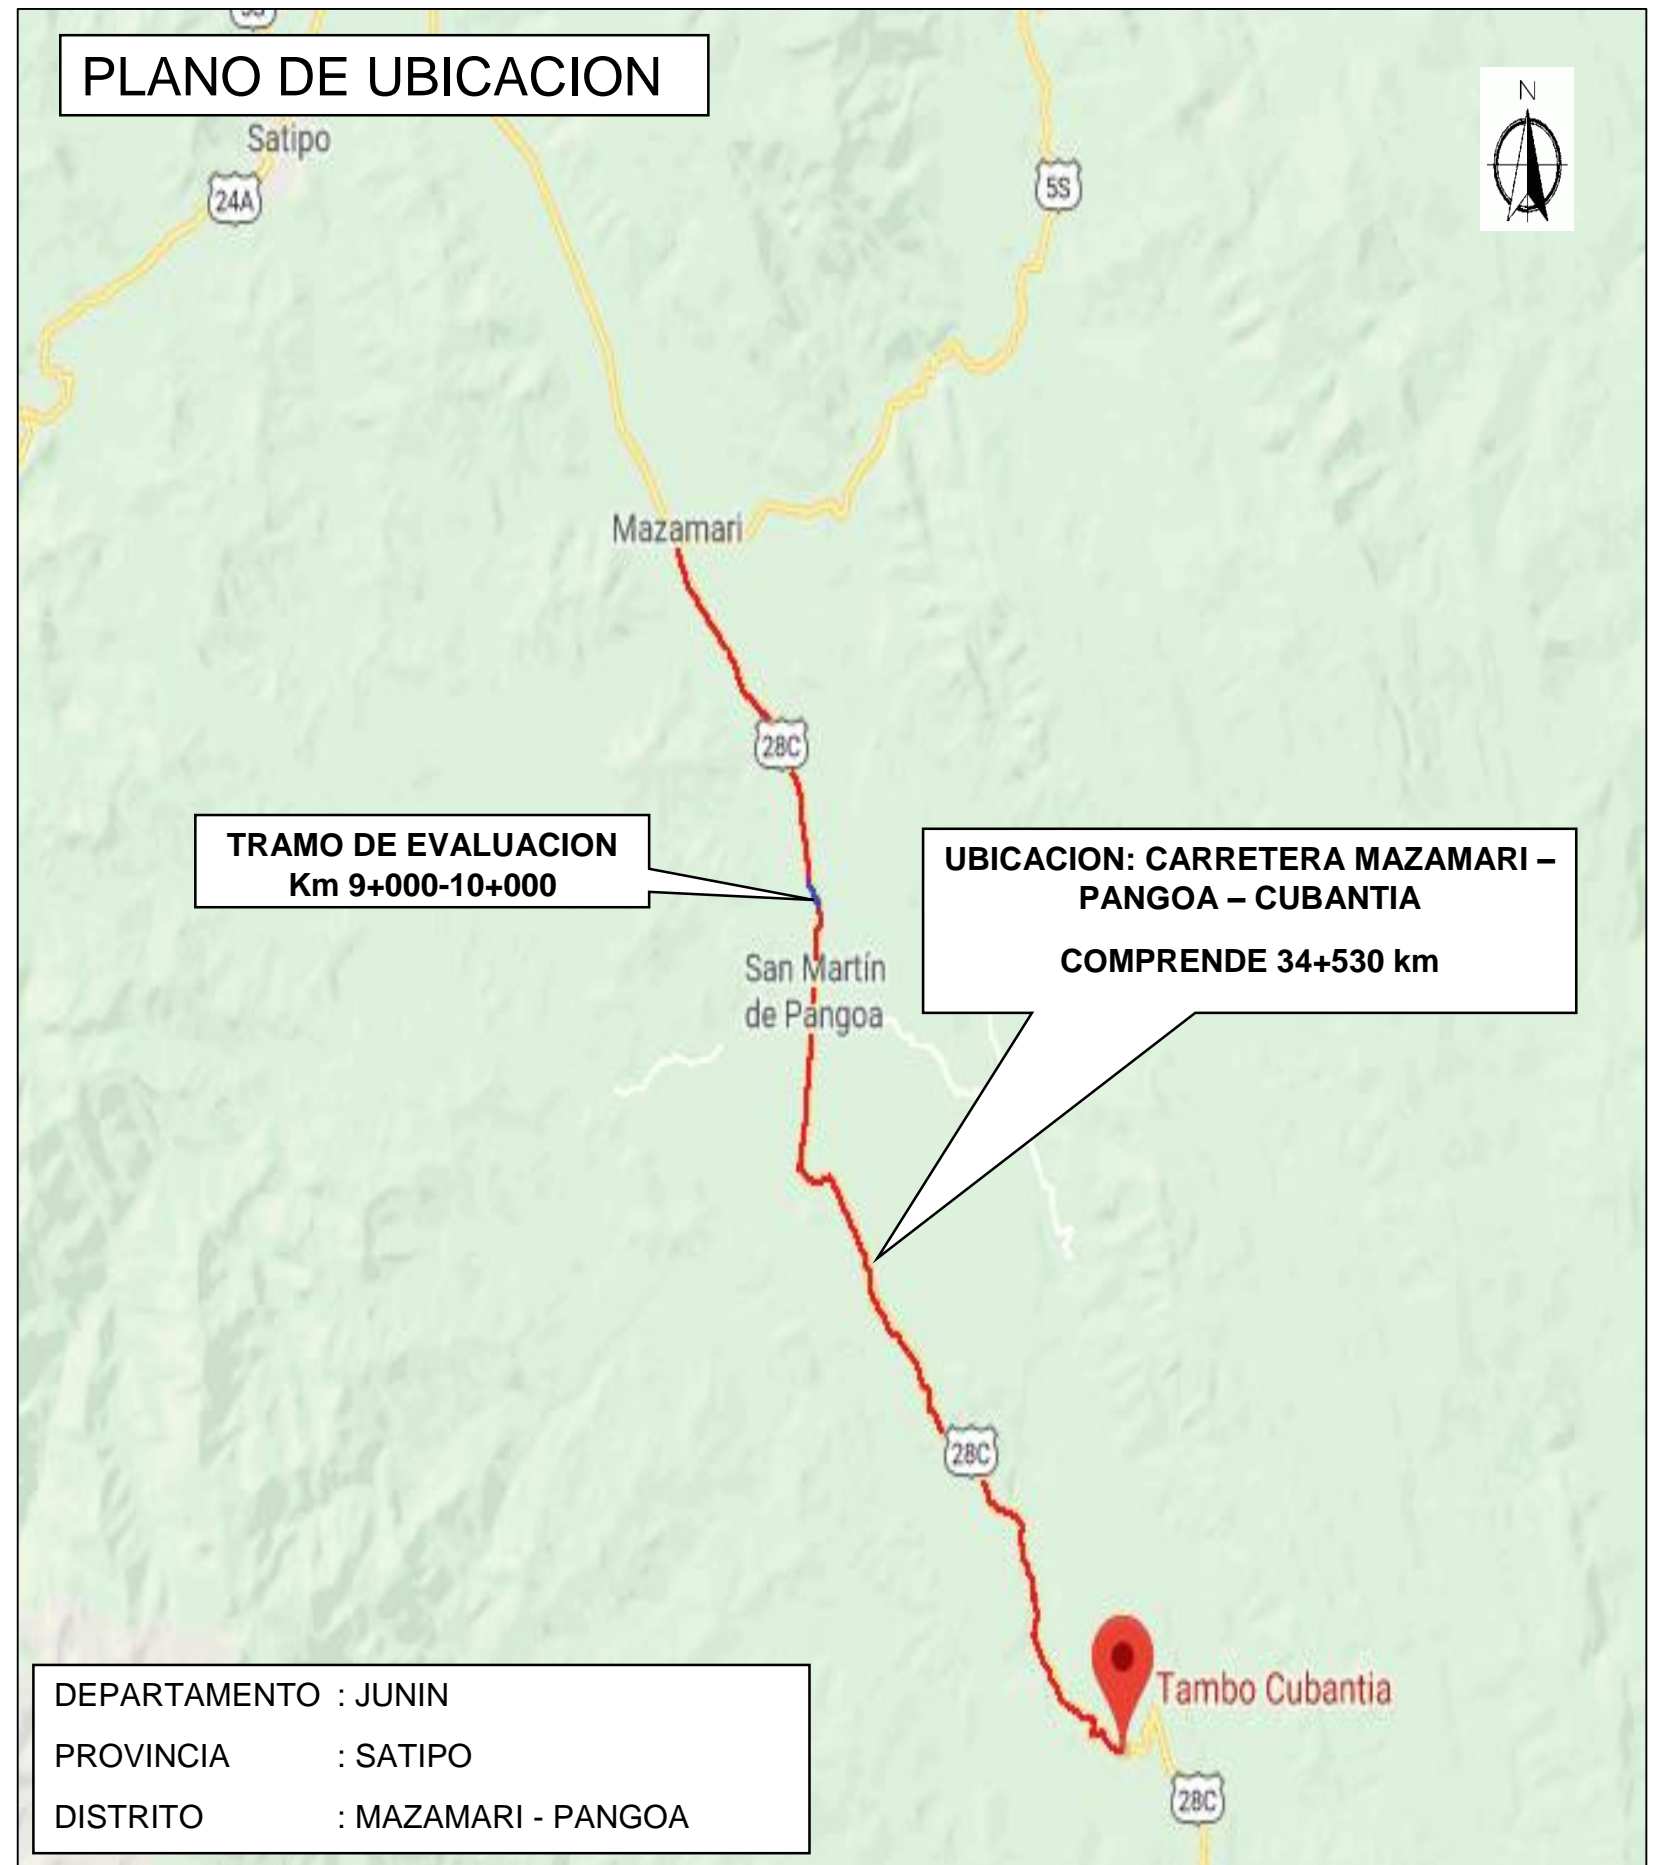 PLANO DE UBICACION
N
Satipo
24A
5S
Mazamari
28C
TRAMO DE EVALUACION
Km 9+000-10+000
UBICACION: CARRETERA MAZAMARI –
PANGOA – CUBANTIA
COMPRENDE 34+530 km
San Martín
de Pangoa
28C
Tambo Cubantia
28C
DEPARTAMENTO : JUNIN
PROVINCIA : SATIPO
DISTRITO : MAZAMARI - PANGOA